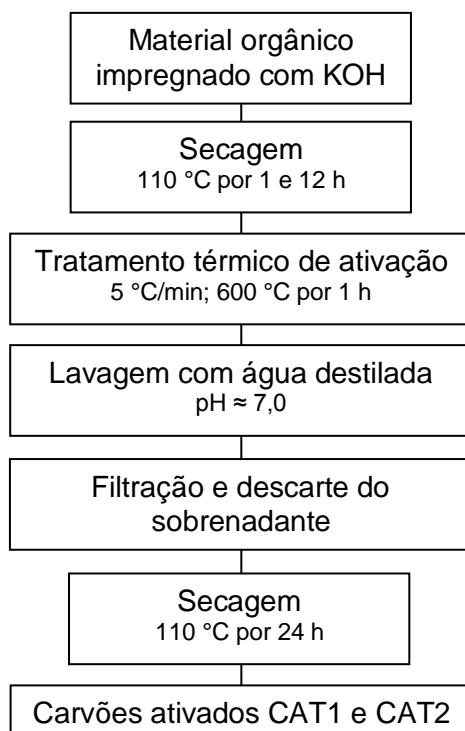 Material orgânico
impregnado com KOH
Secagem
110 °C por 1 e 12 h
Tratamento térmico de ativação
5 °C/min; 600 °C por 1 h
Lavagem com água destilada
pH ≈ 7,0
Filtração e descarte do
sobrenadante
Secagem
110 °C por 24 h
Carvões ativados CAT1 e CAT2